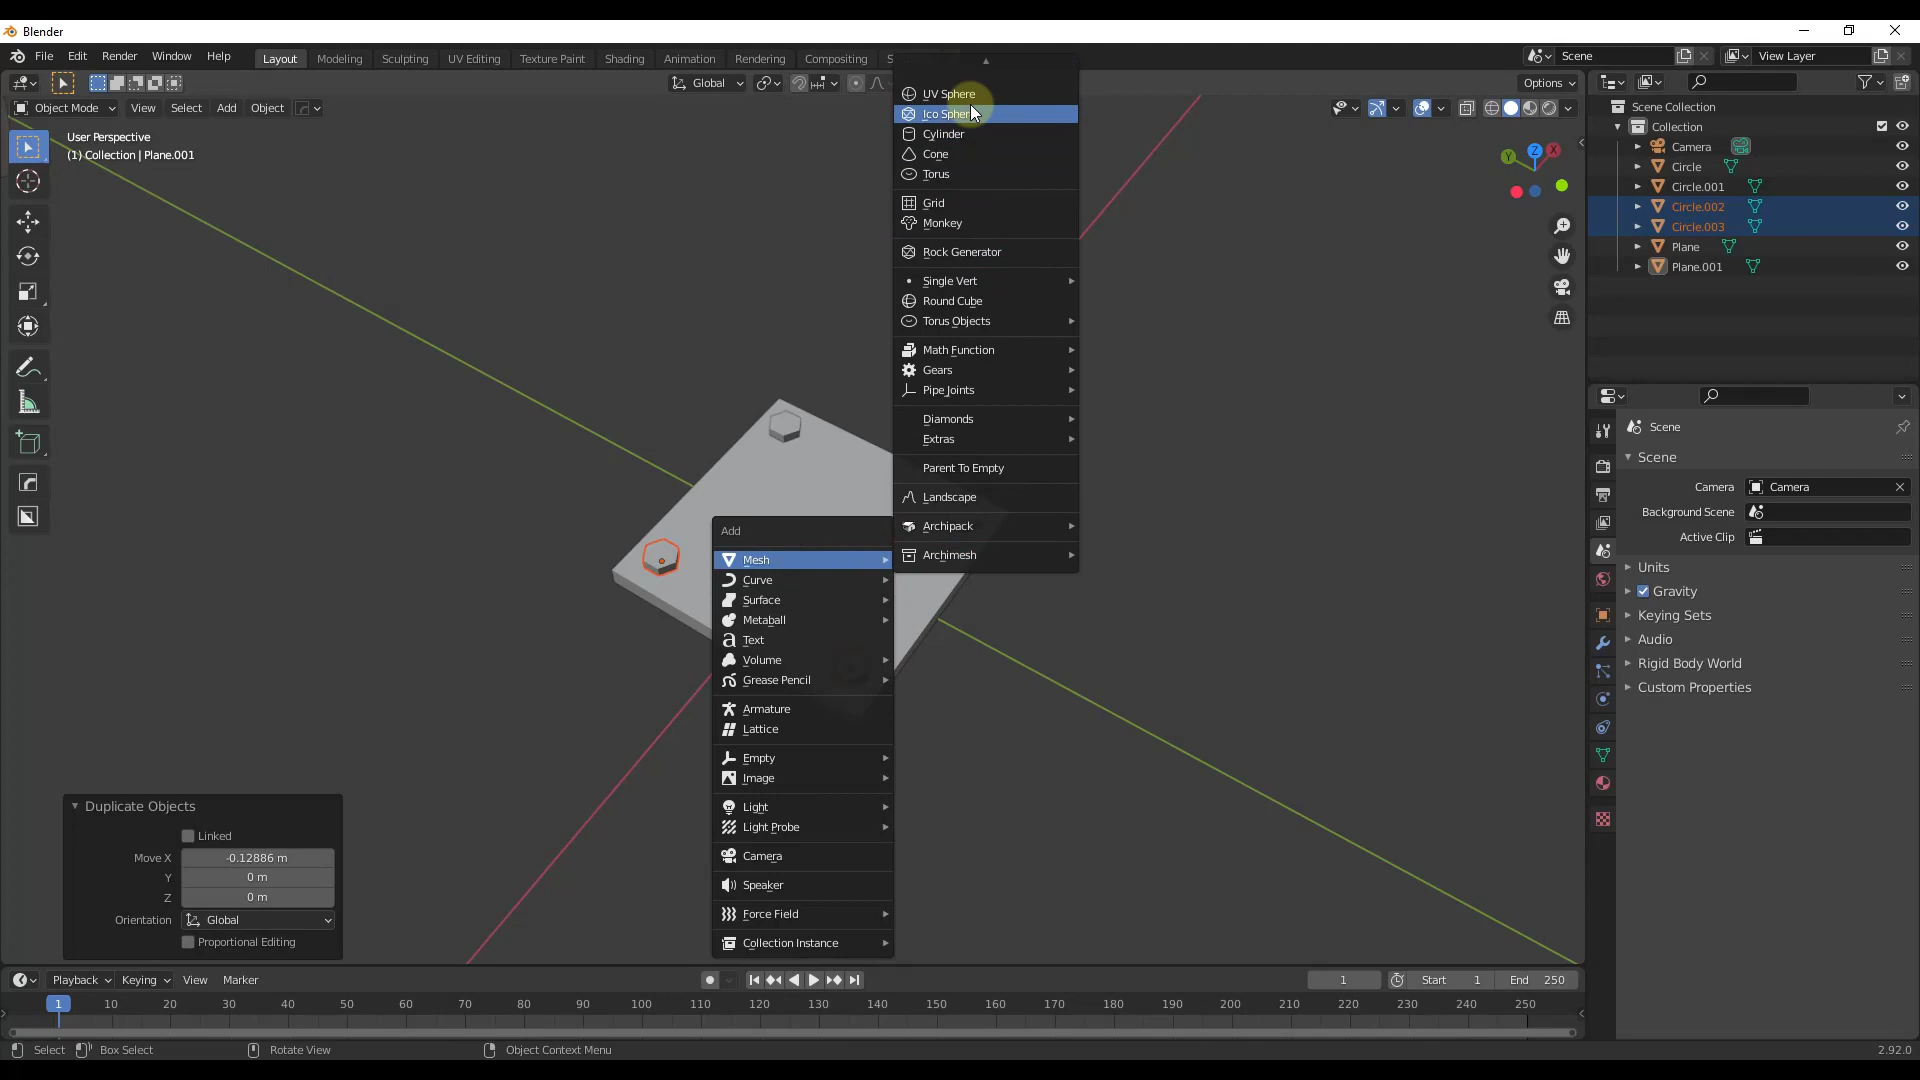 Blender
File Edit Render Window Help
Layout Modeling Sculpting UV Editing Texture Paint Shading Animation Rendering Compositing S
Scene
View Layer
Global
Options
Object Mode View Select Add Object
User Perspective
(1) Collection | Plane.001
UV Sphere
Ico Sphere
Cylinder
Cone
Torus
Grid
Monkey
Rock Generator
Single Vert
Round Cube
Torus Objects
Math Function
Gears
Pipe Joints
Diamonds
Extras
Parent To Empty
Landscape
Archipack
Archimesh
Add
Mesh
Curve
Surface
Metaball
Text
Volume
Grease Pencil
Armature
Lattice
Empty
Image
Light
Light Probe
Camera
Speaker
Force Field
Collection Instance
Y Z X
Scene Collection
Collection
Camera
Circle
Circle.001
Circle.002
Circle.003
Plane
Plane.001
Scene
Scene
Camera Camera
Background Scene
Active Clip
Units
Gravity
Keying Sets
Audio
Rigid Body World
Custom Properties
Duplicate Objects
Linked
Move X -0.12886 m
Y 0 m
Z 0 m
Orientation Global
Proportional Editing
Playback Keying View Marker
1 Start 1 End 250
1 10 20 30 40 50 60 70 80 90 100 110 120 130 140 150 160 170 180 190 200 210 220 230 240 250
Select Box Select Rotate View Object Context Menu 2.92.0